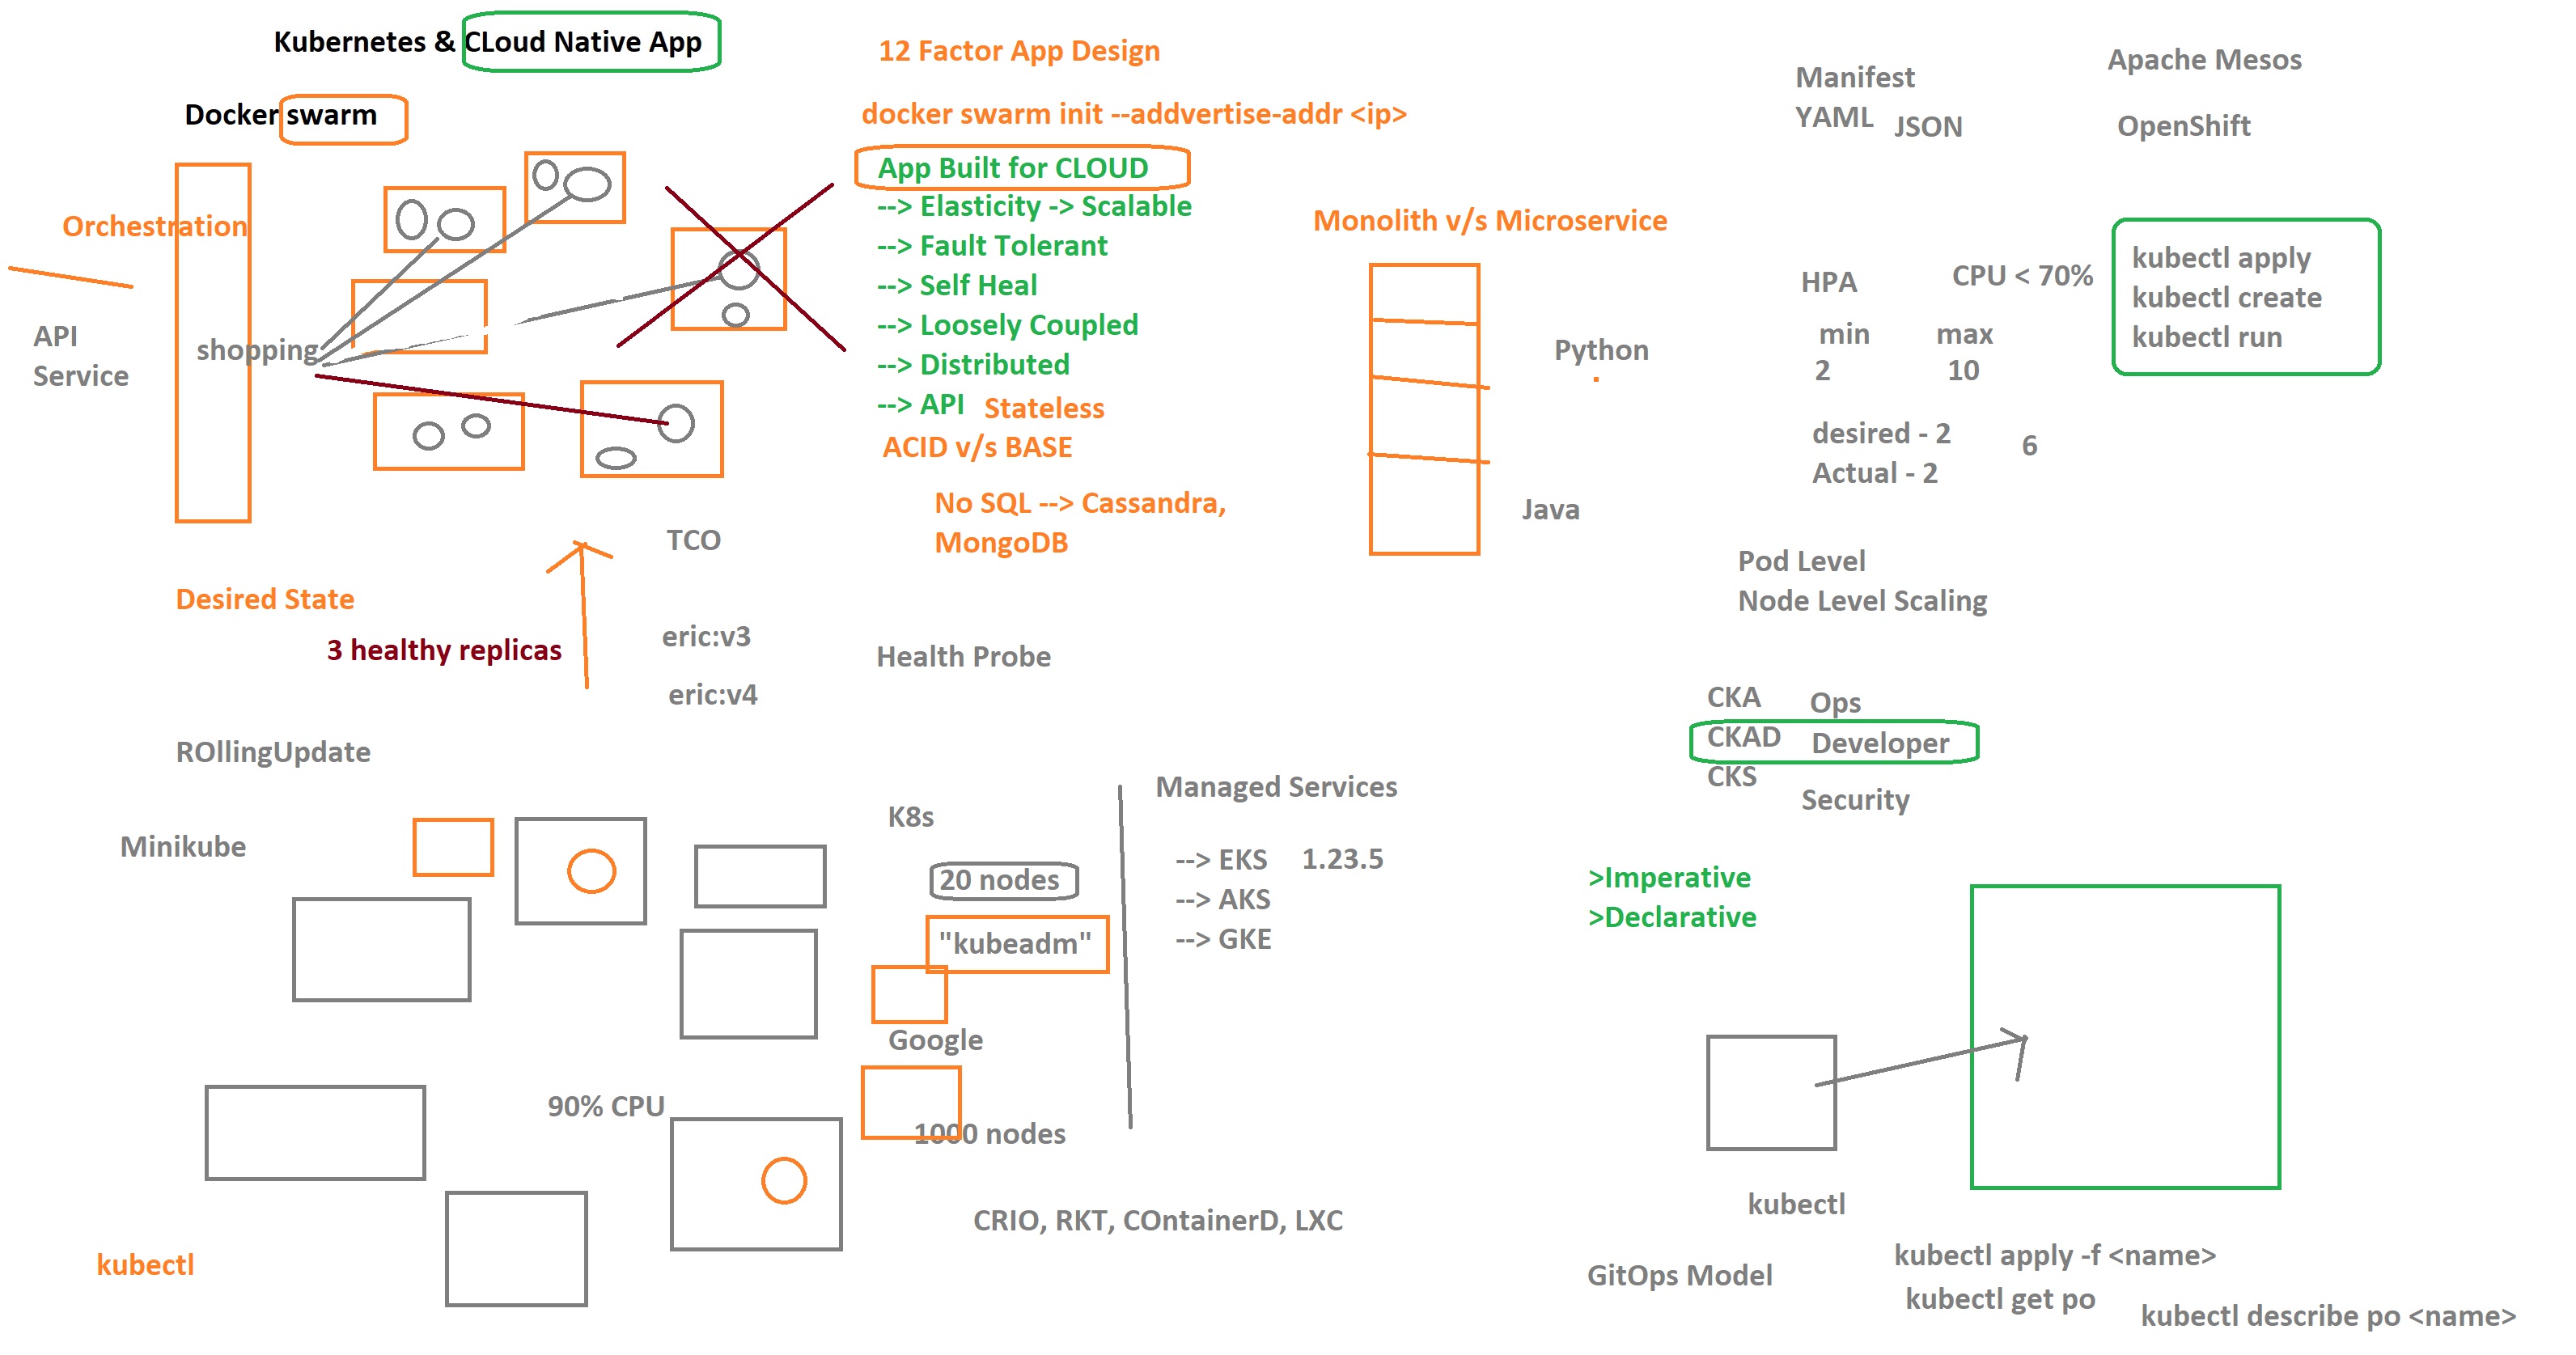 Kubernetes & CLoud Native App
Docker swarm
Orchestration
API
Service
shopping
Desired State
3 healthy replicas
TCO
eric:v3
eric:v4
ROllingUpdate
Minikube
90% CPU
kubectl
12 Factor App Design
docker swarm init --addvertise-addr <ip>
App Built for CLOUD
--> Elasticity -> Scalable
--> Fault Tolerant
--> Self Heal
--> Loosely Coupled
--> Distributed
--> API Stateless
ACID v/s BASE
No SQL --> Cassandra,
MongoDB
Health Probe
K8s
20 nodes
"kubeadm"
Google
1000 nodes
CRIO, RKT, COntainerD, LXC
Managed Services
--> EKS 1.23.5
--> AKS
--> GKE
Monolith v/s Microservice
Python
Java
Manifest
YAML JSON
Apache Mesos
OpenShift
HPA CPU < 70%
min max
2 10
desired - 2 6
Actual - 2
kubectl apply
kubectl create
kubectl run
Pod Level
Node Level Scaling
CKA Ops
CKAD Developer
CKS Security
>Imperative
>Declarative
kubectl
GitOps Model
kubectl apply -f <name>
kubectl get po
kubectl describe po <name>